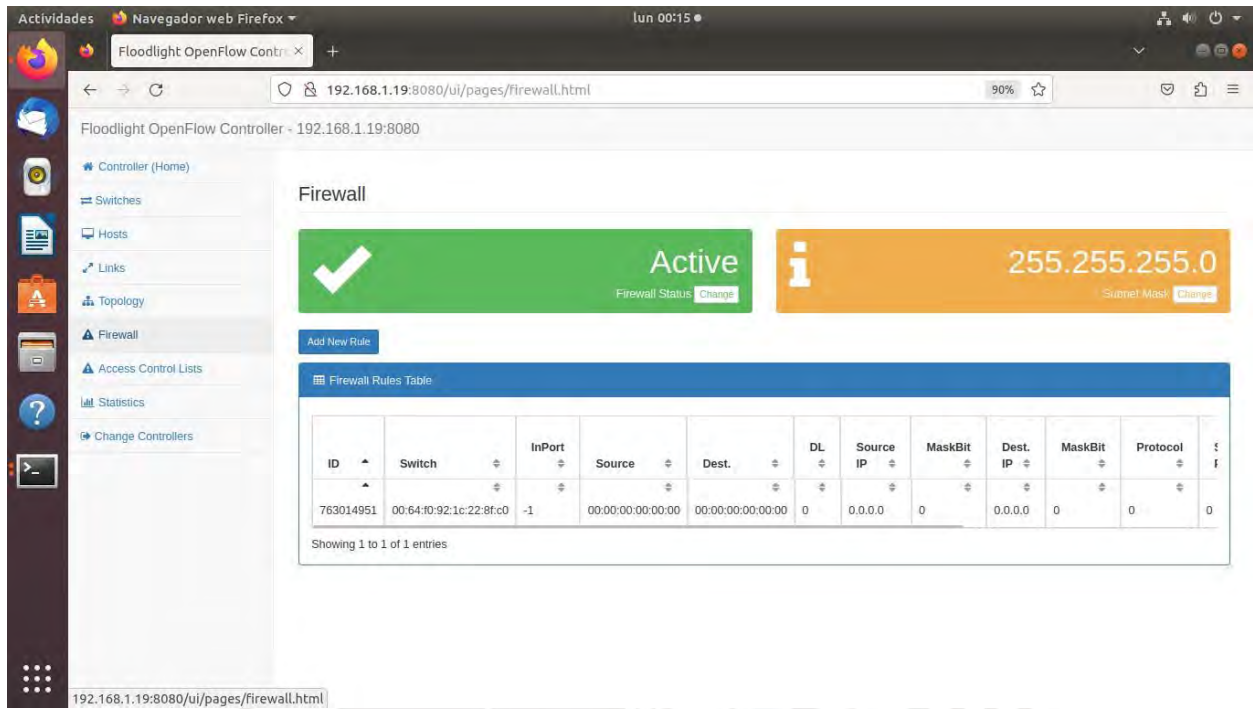 Actividades Navegador web Firefox lun 00:15
Floodlight OpenFlow Contr
192.168.1.19:8080/ui/pages/firewall.html 90%
Floodlight OpenFlow Controller - 192.168.1.19:8080
Controller (Home)
Switches
Hosts
Links
Topology
Firewall
Access Control Lists
Statistics
Change Controllers
Firewall
Active
Firewall Status Change
255.255.255.0
Subnet Mask Change
Add New Rule
Firewall Rules Table
ID Switch InPort Source Dest. DL Source IP MaskBit Dest. IP MaskBit Protocol
763014951 00:64:f0:92:1c:22:8f:c0 -1 00:00:00:00:00:00 00:00:00:00:00:00 0 0.0.0.0 0 0.0.0.0 0 0 0
Showing 1 to 1 of 1 entries
192.168.1.19:8080/ui/pages/firewall.html